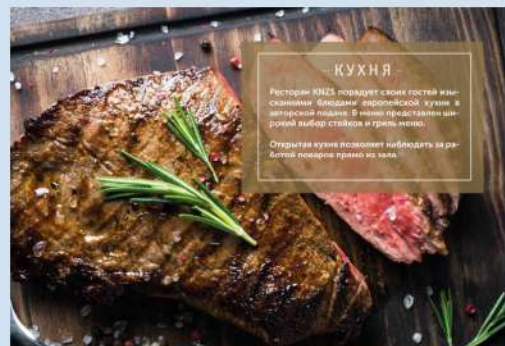 КУХНЯ
Ресторан KNZS порадует своих гостей изы-
сканными блюдами европейской кухни в
авторской подаче. В меню представлен ши-
рокий выбор стейков и гриль меню.
Открытая кухня позволяет наблюдать за ра-
ботой поваров прямо из зала.